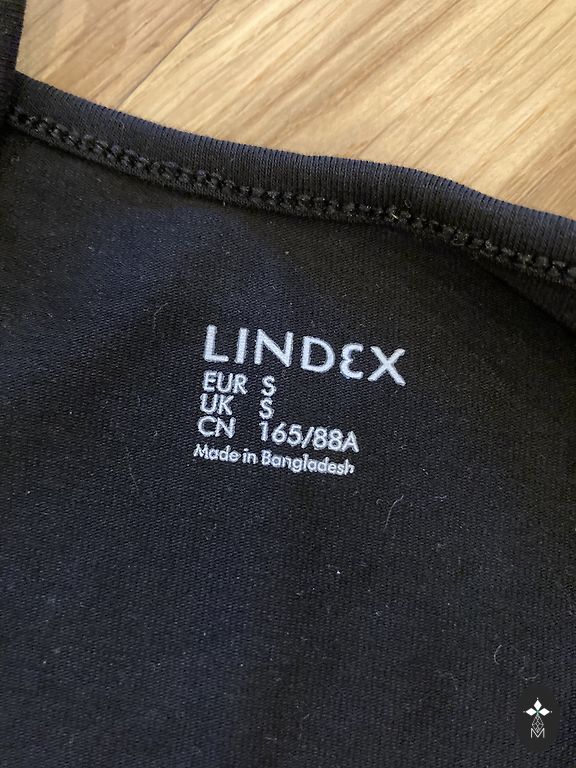 LINDEX
EUR S
UK S
CN 165/88A
Made in Bangladesh